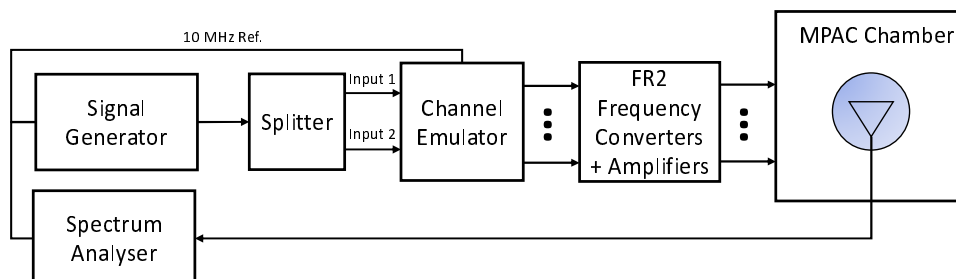 10 MHz Ref.
MPAC Chamber
Signal
Generator
Splitter
Input 1
Input 2
Channel
Emulator
FR2
Frequency
Converters
+ Amplifiers
Spectrum
Analyser